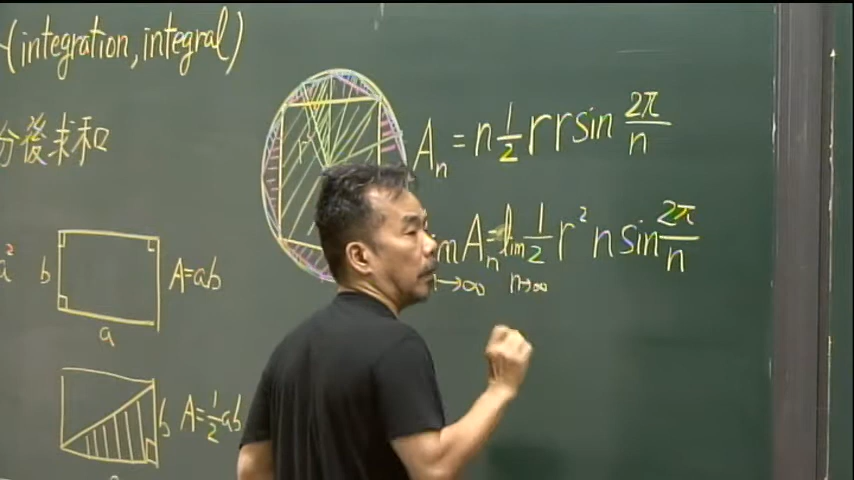 (integration, integral)
分後求和
A_n = n 1/2 r r sin 2π/n
lim n→∞ A_n = lim n→∞ 1/2 r² n sin 2π/n
r
a²
b
A=ab
a
b
A=1/2 ab